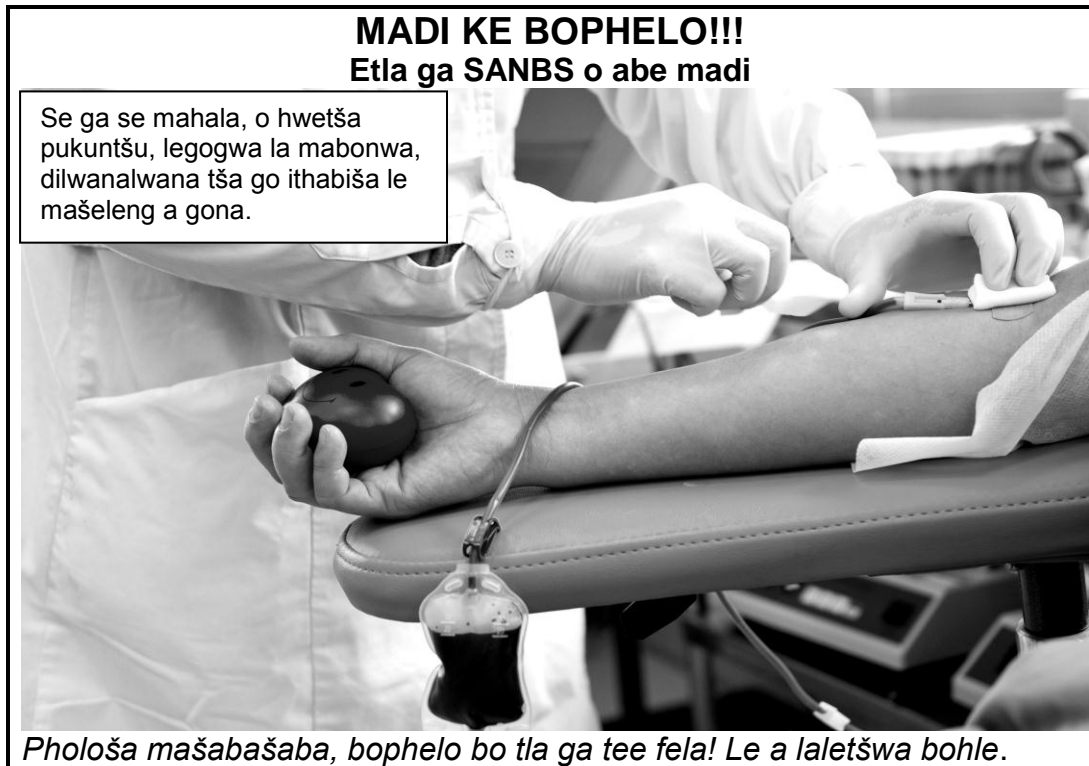 MADI KE BOPHELO!!!
Etla ga SANBS o abe madi
Se ga se mahala, o hwetša
pukuntšu, legogwa la mabonwa,
dilwanalwana tša go ithabiša le
mašeleng a gona.
Phološa mašabašaba, bophelo bo tla ga tee fela! Le a laletšwa bohle.